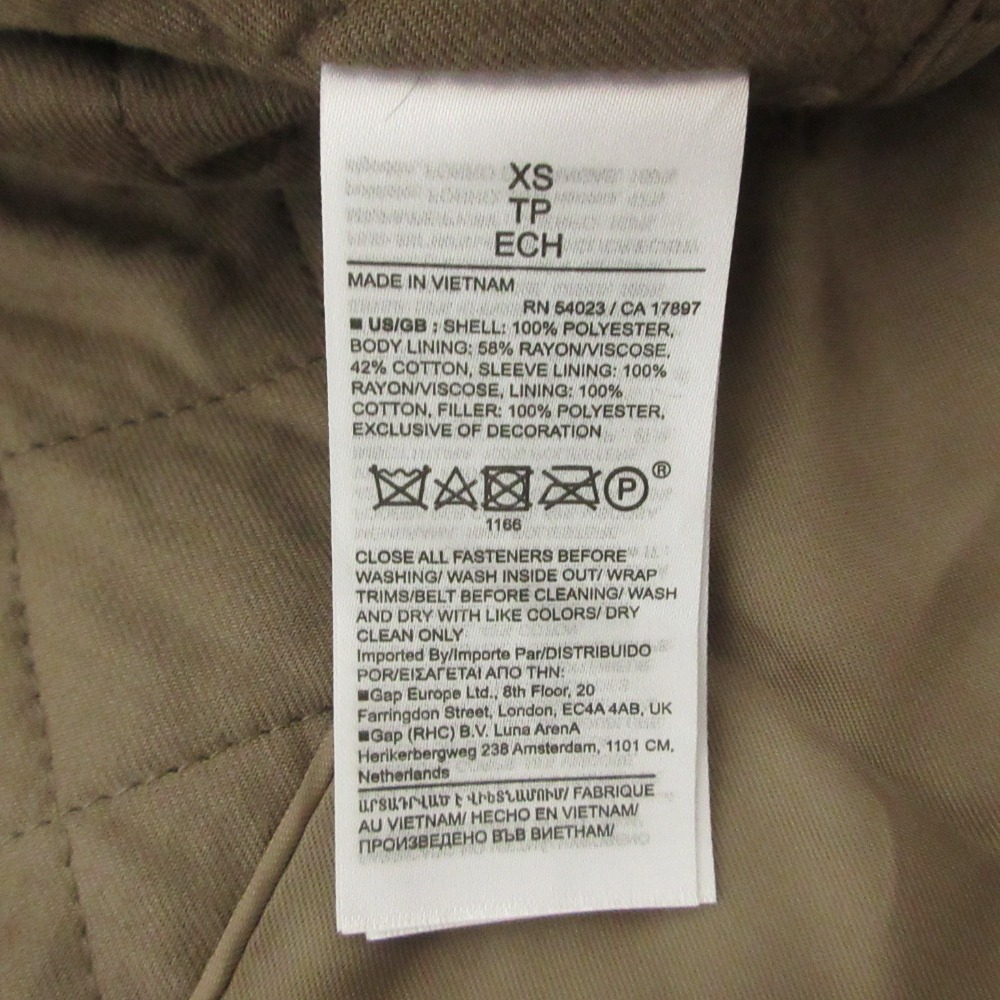 XS
TP
ECH
MADE IN VIETNAM
RN 54023 / CA 17897
■ US/GB : SHELL: 100% POLYESTER,
BODY LINING: 58% RAYON/VISCOSE,
42% COTTON, SLEEVE LINING: 100%
RAYON/VISCOSE, LINING: 100%
COTTON, FILLER: 100% POLYESTER,
EXCLUSIVE OF DECORATION
P ®
1166
CLOSE ALL FASTENERS BEFORE
WASHING/ WASH INSIDE OUT/ WRAP
TRIMS/BELT BEFORE CLEANING/ WASH
AND DRY WITH LIKE COLORS/ DRY
CLEAN ONLY
Imported By/Importe Par/DISTRIBUIDO
POR/ΕΙΣΑΓΕΤΑΙ ΑΠΟ ΤΗΝ:
■Gap Europe Ltd., 8th Floor, 20
Farringdon Street, London, EC4A 4AB, UK
■Gap (RHC) B.V. Luna ArenA
Herikerbergweg 238 Amsterdam, 1101 CM,
Netherlands
ԱՐՏԱԴՐՎԱԾ Է ՎԻԵՏՆԱՄՈՒՄ/ FABRIQUE
AU VIETNAM/ HECHO EN VIETNAM/
ПРОИЗВЕДЕНО ВЪВ ВИЕТНАМ/